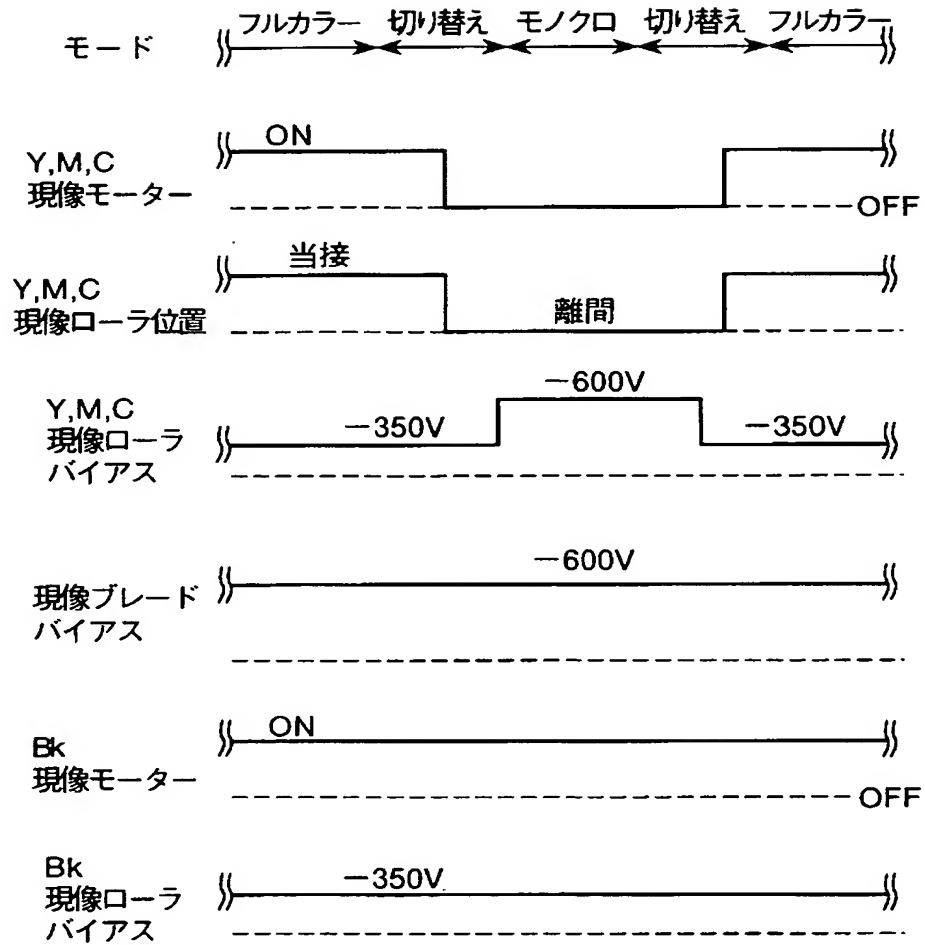 モード
フルカラー 切り替え モノクロ 切り替え フルカラー
Y,M,C
現像モーター
ON
OFF
Y,M,C
現像ローラ位置
当接
離間
Y,M,C
現像ローラ
バイアス
－350V
－600V
－350V
現像ブレード
バイアス
－600V
Bk
現像モーター
ON
OFF
Bk
現像ローラ
バイアス
－350V